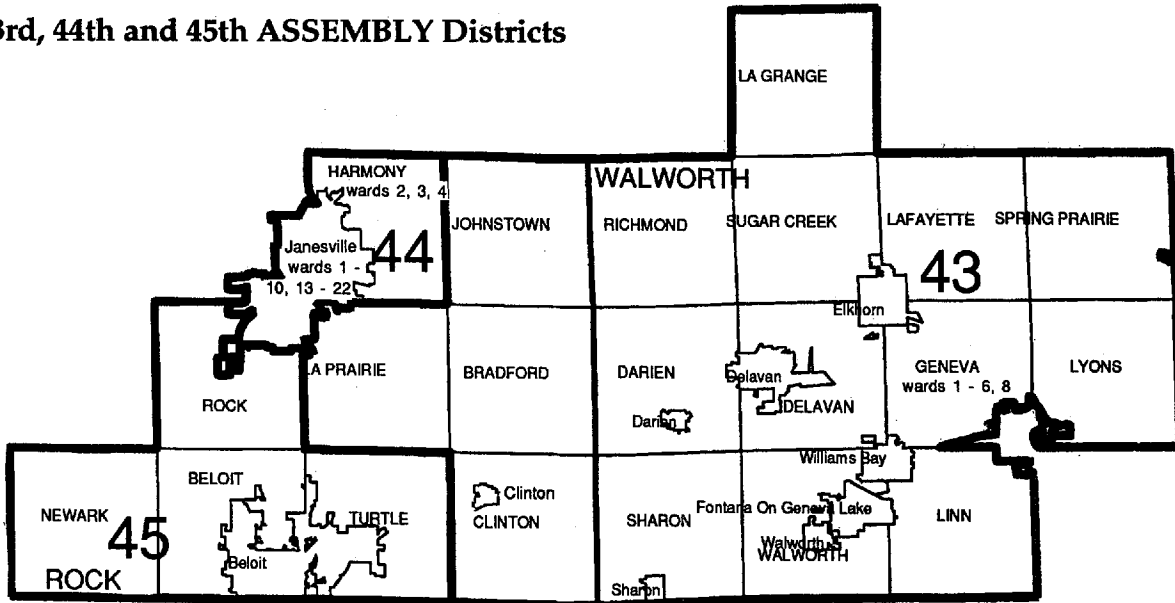 3rd, 44th and 45th ASSEMBLY Districts
LA GRANGE
HARMONY
wards 2, 3, 4
WALWORTH
JOHNSTOWN
RICHMOND
SUGAR CREEK
LAFAYETTE
SPRING PRAIRIE
Janesville
wards 1 -
10, 13 - 22
44
43
Elkhorn
LA PRAIRIE
BRADFORD
DARIEN
Delavan
GENEVA
wards 1 - 6, 8
LYONS
ROCK
DELAVAN
Darien
Williams Bay
BELOIT
Clinton
CLINTON
Fontana On Geneva Lake
NEWARK
TURTLE
SHARON
LINN
45
Walworth
WALWORTH
Beloit
ROCK
Sharon